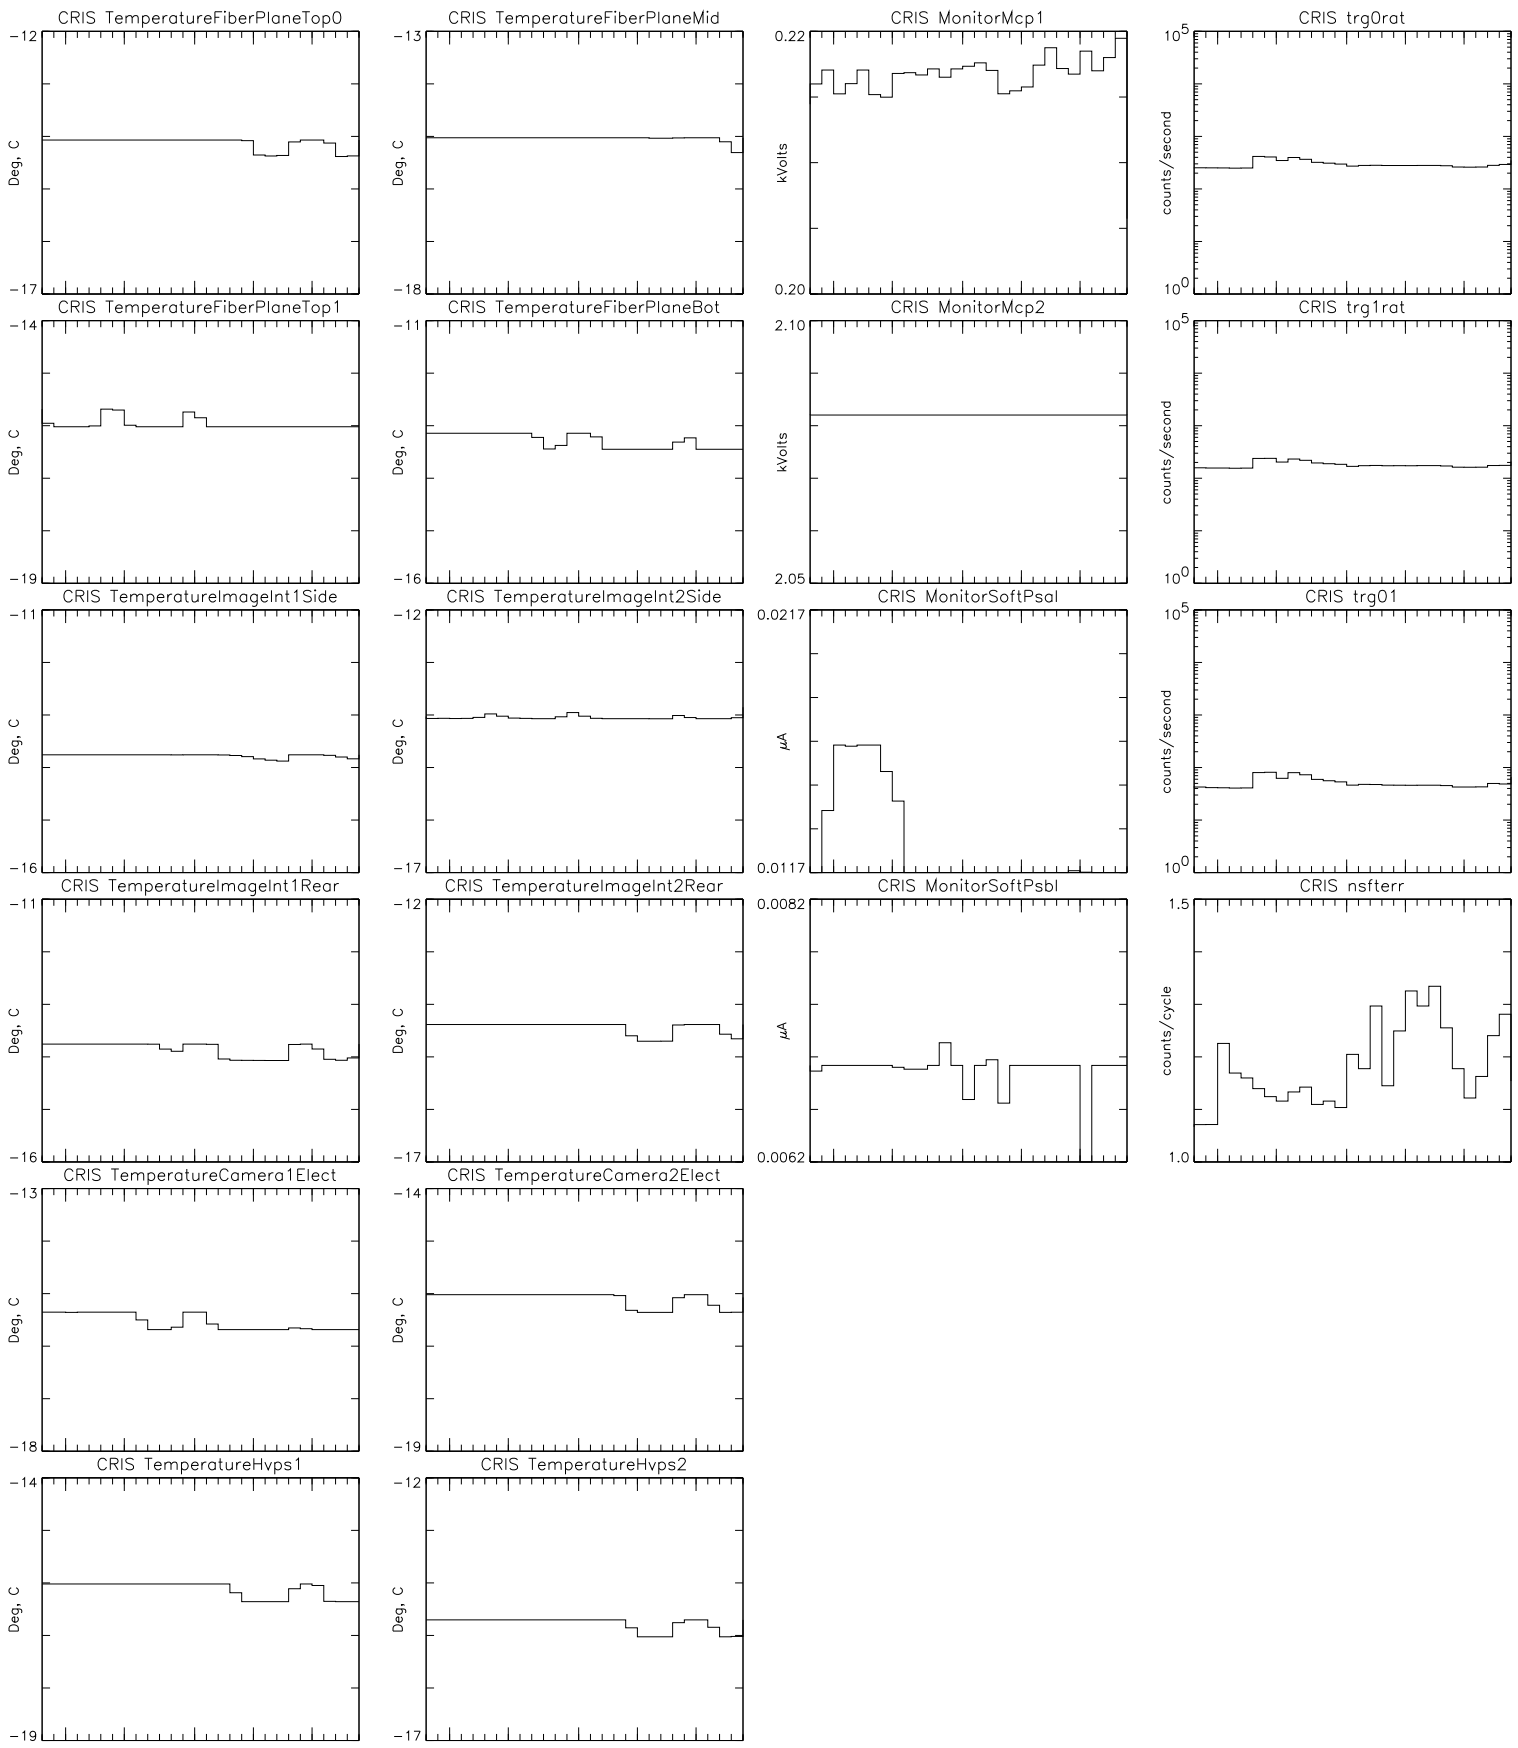 CRIS TemperatureFiberPlaneTop0
-12
Deg, C
-17
CRIS TemperatureFiberPlaneMid
-13
Deg, C
-18
CRIS MonitorMcp1
0.22
kVolts
0.20
CRIS trg0rat
10^5
counts/second
10^0
CRIS TemperatureFiberPlaneTop1
-14
Deg, C
-19
CRIS TemperatureFiberPlaneBot
-11
Deg, C
-16
CRIS MonitorMcp2
2.10
kVolts
2.05
CRIS trg1rat
10^5
counts/second
10^0
CRIS TemperatureImageInt1Side
-11
Deg, C
-16
CRIS TemperatureImageInt2Side
-12
Deg, C
-17
CRIS MonitorSoftPsaI
0.0217
μA
0.0117
CRIS trg01
10^5
counts/second
10^0
CRIS TemperatureImageInt1Rear
-11
Deg, C
-16
CRIS TemperatureImageInt2Rear
-12
Deg, C
-17
CRIS MonitorSoftPsbI
0.0082
μA
0.0062
CRIS nsfterr
1.5
counts/cycle
1.0
CRIS TemperatureCamera1Elect
-13
Deg, C
-18
CRIS TemperatureCamera2Elect
-14
Deg, C
-19
CRIS TemperatureHvps1
-14
Deg, C
-19
CRIS TemperatureHvps2
-12
Deg, C
-17